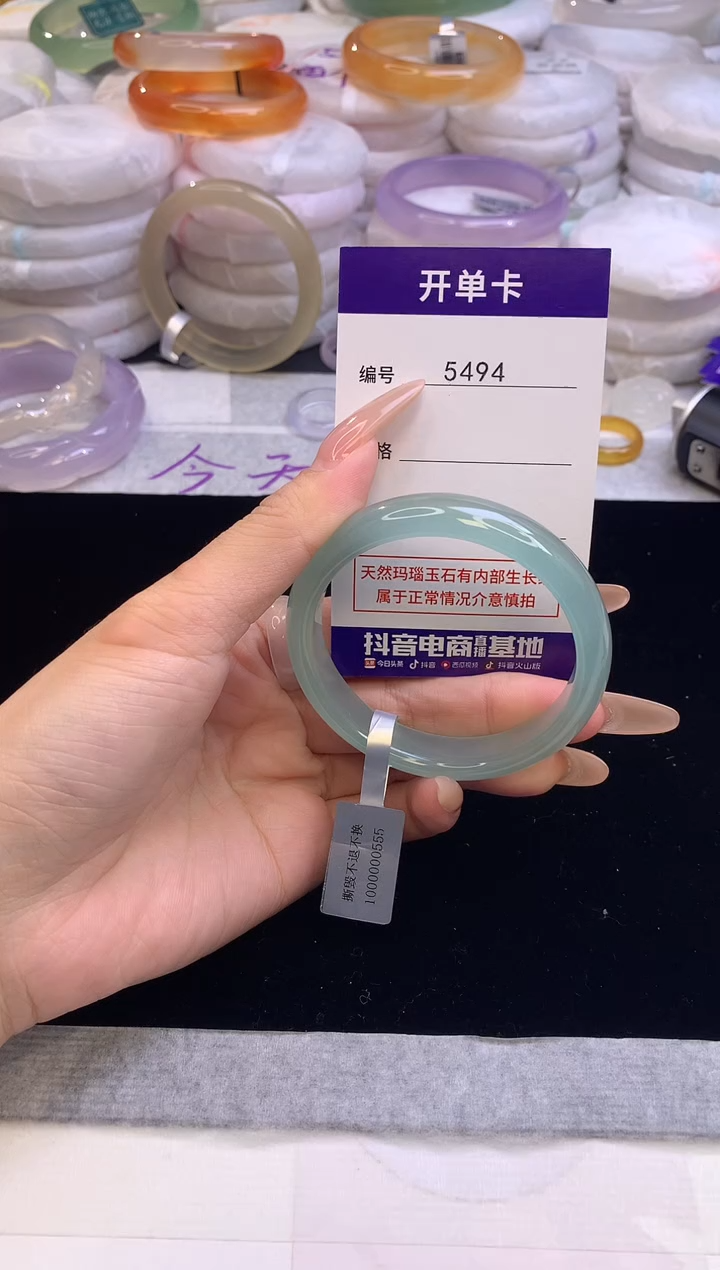 开单卡
编号 5494
格
天然玛瑙玉石有内部生长
属于正常情况介意慎拍
抖音电商直播基地
今日头条 抖音 西瓜视频 抖音火山版
撕毁不退不换
1000000555
今天